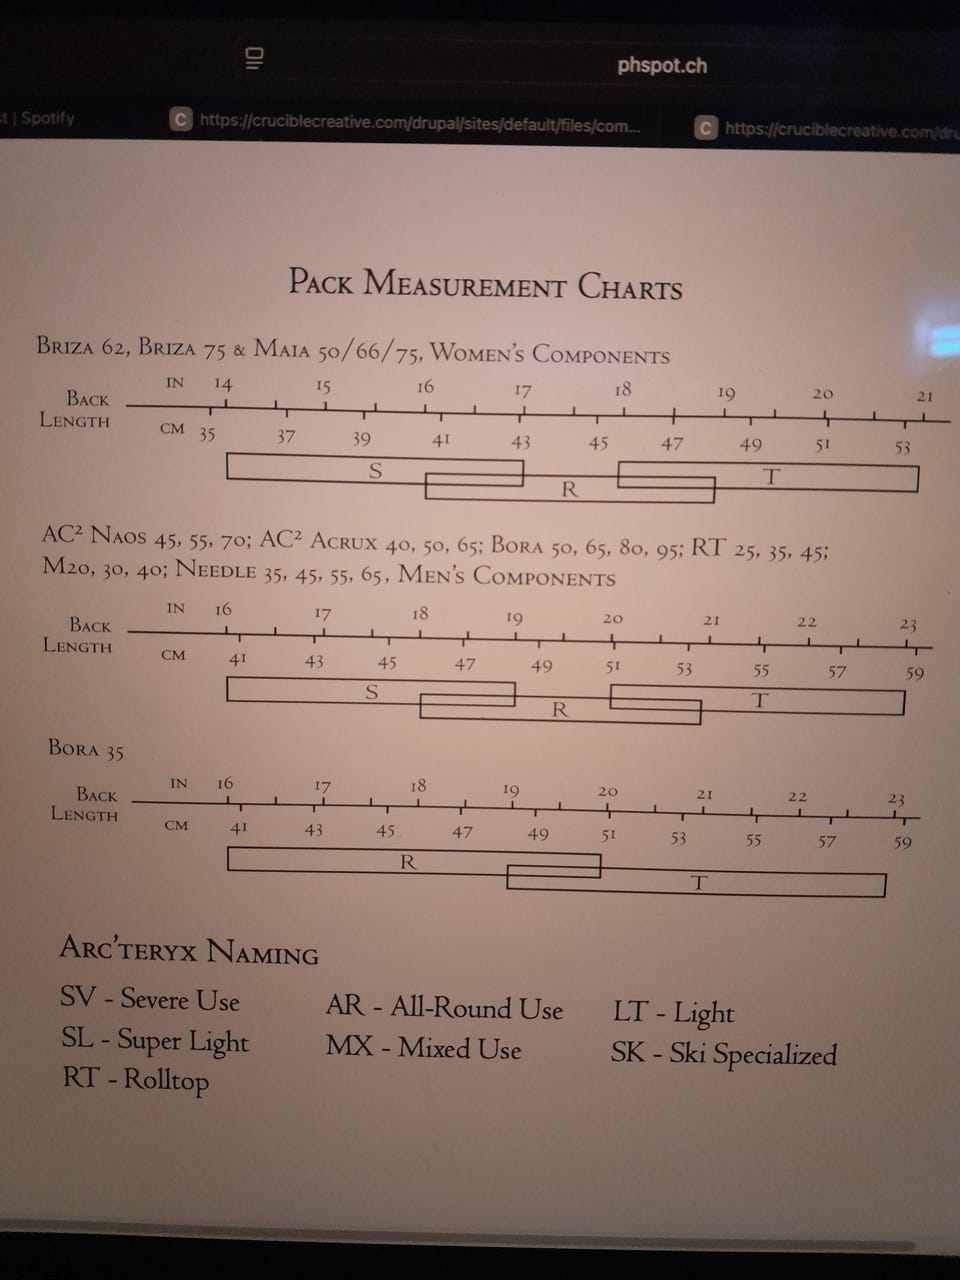 phspot.ch
st | Spotify
C https://cruciblecreative.com/drupal/sites/default/files/com...
C https://cruciblecreative.com/dru
Pack Measurement Charts
Briza 62, Briza 75 & Maia 50/66/75, Women's Components
IN 14 15 16 17 18 19 20 21
Back Length
CM 35 37 39 41 43 45 47 49 51 53
S R T
AC² Naos 45, 55, 70; AC² Acrux 40, 50, 65; Bora 50, 65, 80, 95; RT 25, 35, 45;
M20, 30, 40; Needle 35, 45, 55, 65, Men's Components
IN 16 17 18 19 20 21 22 23
Back Length
CM 41 43 45 47 49 51 53 55 57 59
S R T
Bora 35
IN 16 17 18 19 20 21 22 23
Back Length
CM 41 43 45 47 49 51 53 55 57 59
R T
Arc'teryx Naming
SV - Severe Use AR - All-Round Use LT - Light
SL - Super Light MX - Mixed Use SK - Ski Specialized
RT - Rolltop